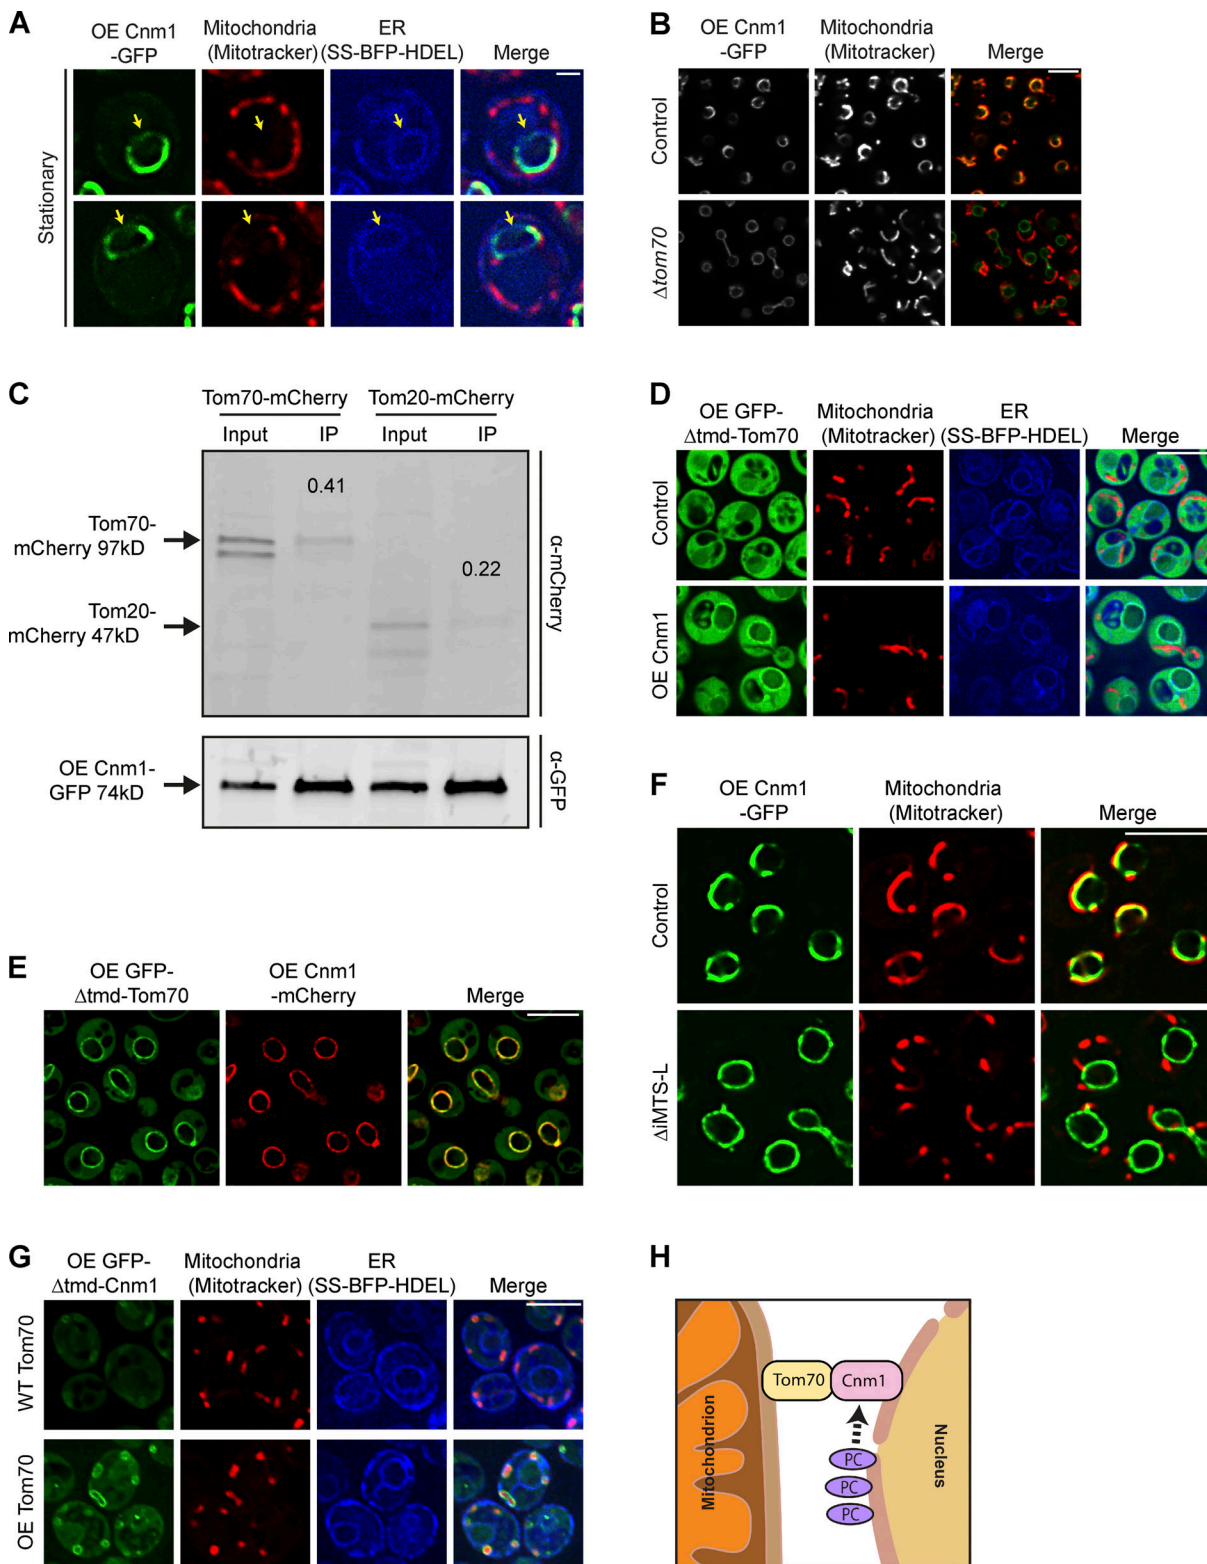 A
OE Cnm1
-GFP
Mitochondria
(Mitotracker)
ER
(SS-BFP-HDEL)
Merge
Stationary
B
OE Cnm1
-GFP
Mitochondria
(Mitotracker)
Merge
Control
Δtom70
C
Tom70-mCherry
Tom20-mCherry
Input
IP
Input
IP
0.41
0.22
Tom70-
mCherry 97kD
Tom20-
mCherry 47kD
α-mCherry
OE Cnm1-
GFP 74kD
α-GFP
D
OE GFP-
Δtmd-Tom70
Mitochondria
(Mitotracker)
ER
(SS-BFP-HDEL)
Merge
Control
OE Cnm1
E
OE GFP-
Δtmd-Tom70
OE Cnm1
-mCherry
Merge
F
OE Cnm1
-GFP
Mitochondria
(Mitotracker)
Merge
Control
ΔiMTS-L
G
OE GFP-
Δtmd-Cnm1
Mitochondria
(Mitotracker)
ER
(SS-BFP-HDEL)
Merge
WT Tom70
OE Tom70
H
Tom70
Cnm1
PC
PC
PC
Mitochondrion
Nucleus